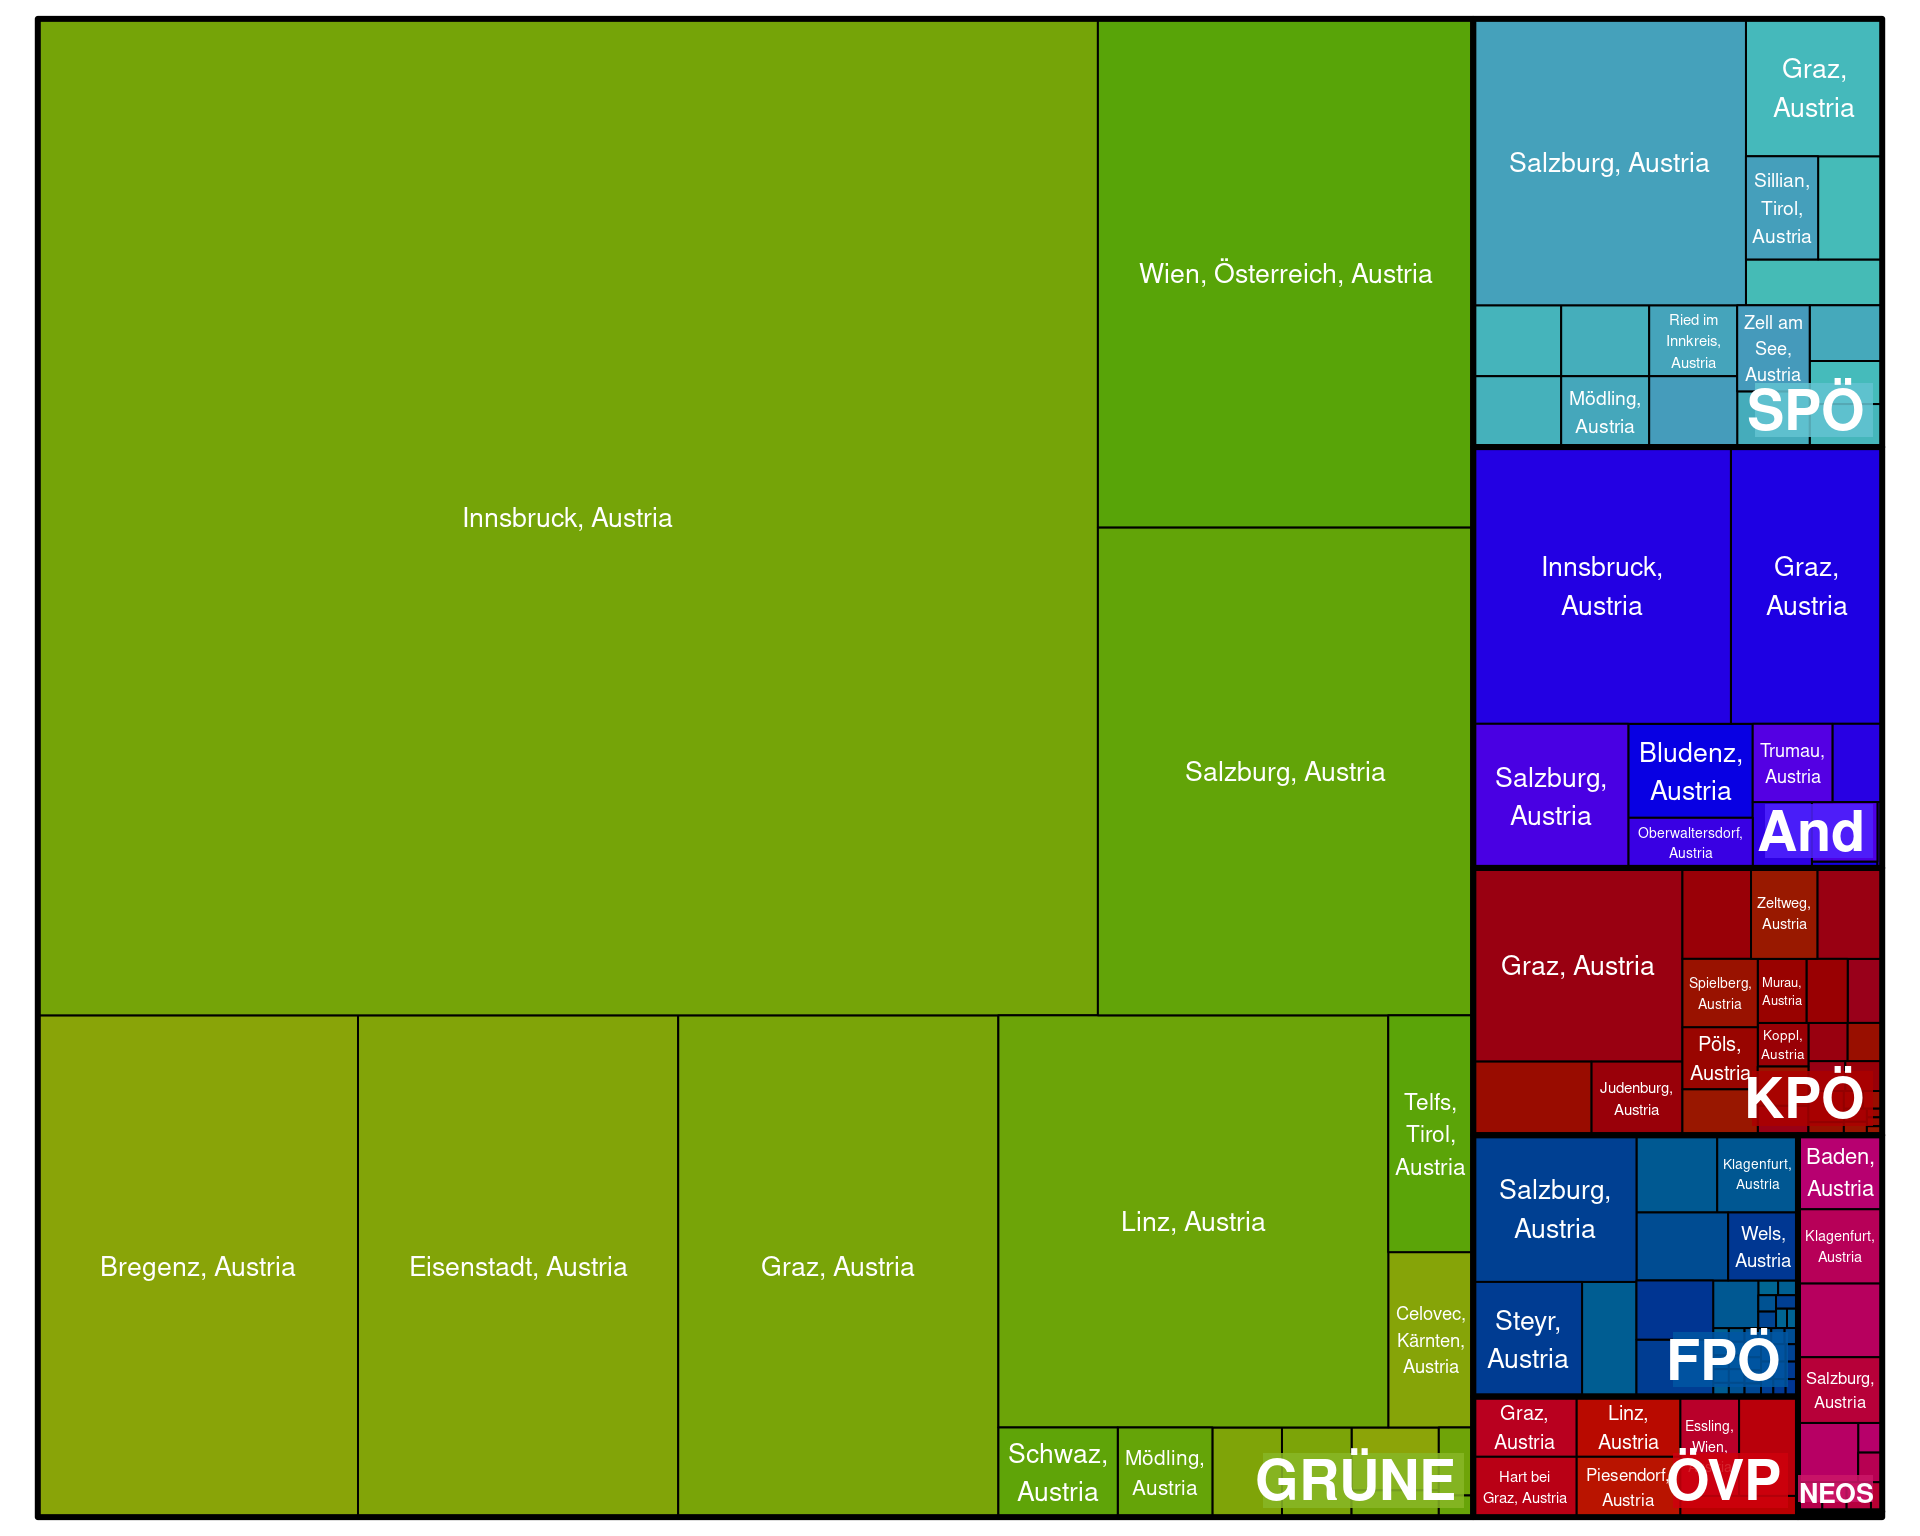 Innsbruck, Austria
Wien, Österreich, Austria
Salzburg, Austria
Bregenz, Austria
Eisenstadt, Austria
Graz, Austria
Linz, Austria
Telfs,
Tirol,
Austria
Celovec,
Kärnten,
Austria
Schwaz,
Austria
Mödling,
Austria
GRÜNE
Salzburg, Austria
Graz,
Austria
Sillian,
Tirol,
Austria
Ried im
Innkreis,
Austria
Zell am
See,
Austria
Mödling,
Austria
SPÖ
Innsbruck,
Austria
Graz,
Austria
Salzburg,
Austria
Bludenz,
Austria
Oberwaltersdorf,
Austria
Trumau,
Austria
And
Graz, Austria
Zeltweg,
Austria
Spielberg,
Austria
Murau,
Austria
Pöls,
Austria
Koppl,
Austria
Judenburg,
Austria
KPÖ
Salzburg,
Austria
Klagenfurt,
Austria
Wels,
Austria
Steyr,
Austria
FPÖ
Baden,
Austria
Klagenfurt,
Austria
Salzburg,
Austria
NEOS
Graz,
Austria
Linz,
Austria
Essling,
Wien,
Hart bei
Graz, Austria
Piesendorf,
Austria
ÖVP